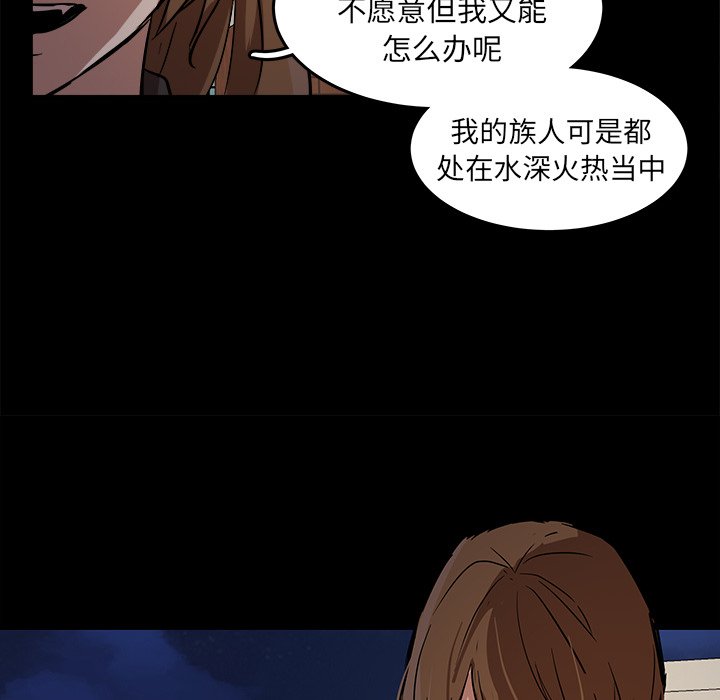 不愿意但我又能
怎么办呢
我的族人可是都
处在水深火热当中